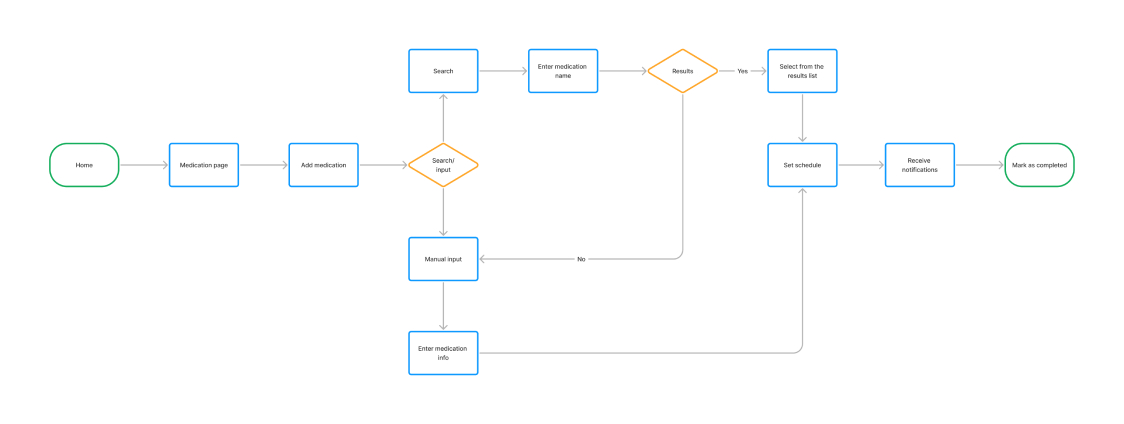 Search
Enter medication
name
Results
Yes
Select from the
results list
Home
Medication page
Add medication
Search/
input
Set schedule
Receive
notifications
Mark as completed
Manual input
No
Enter medication
info